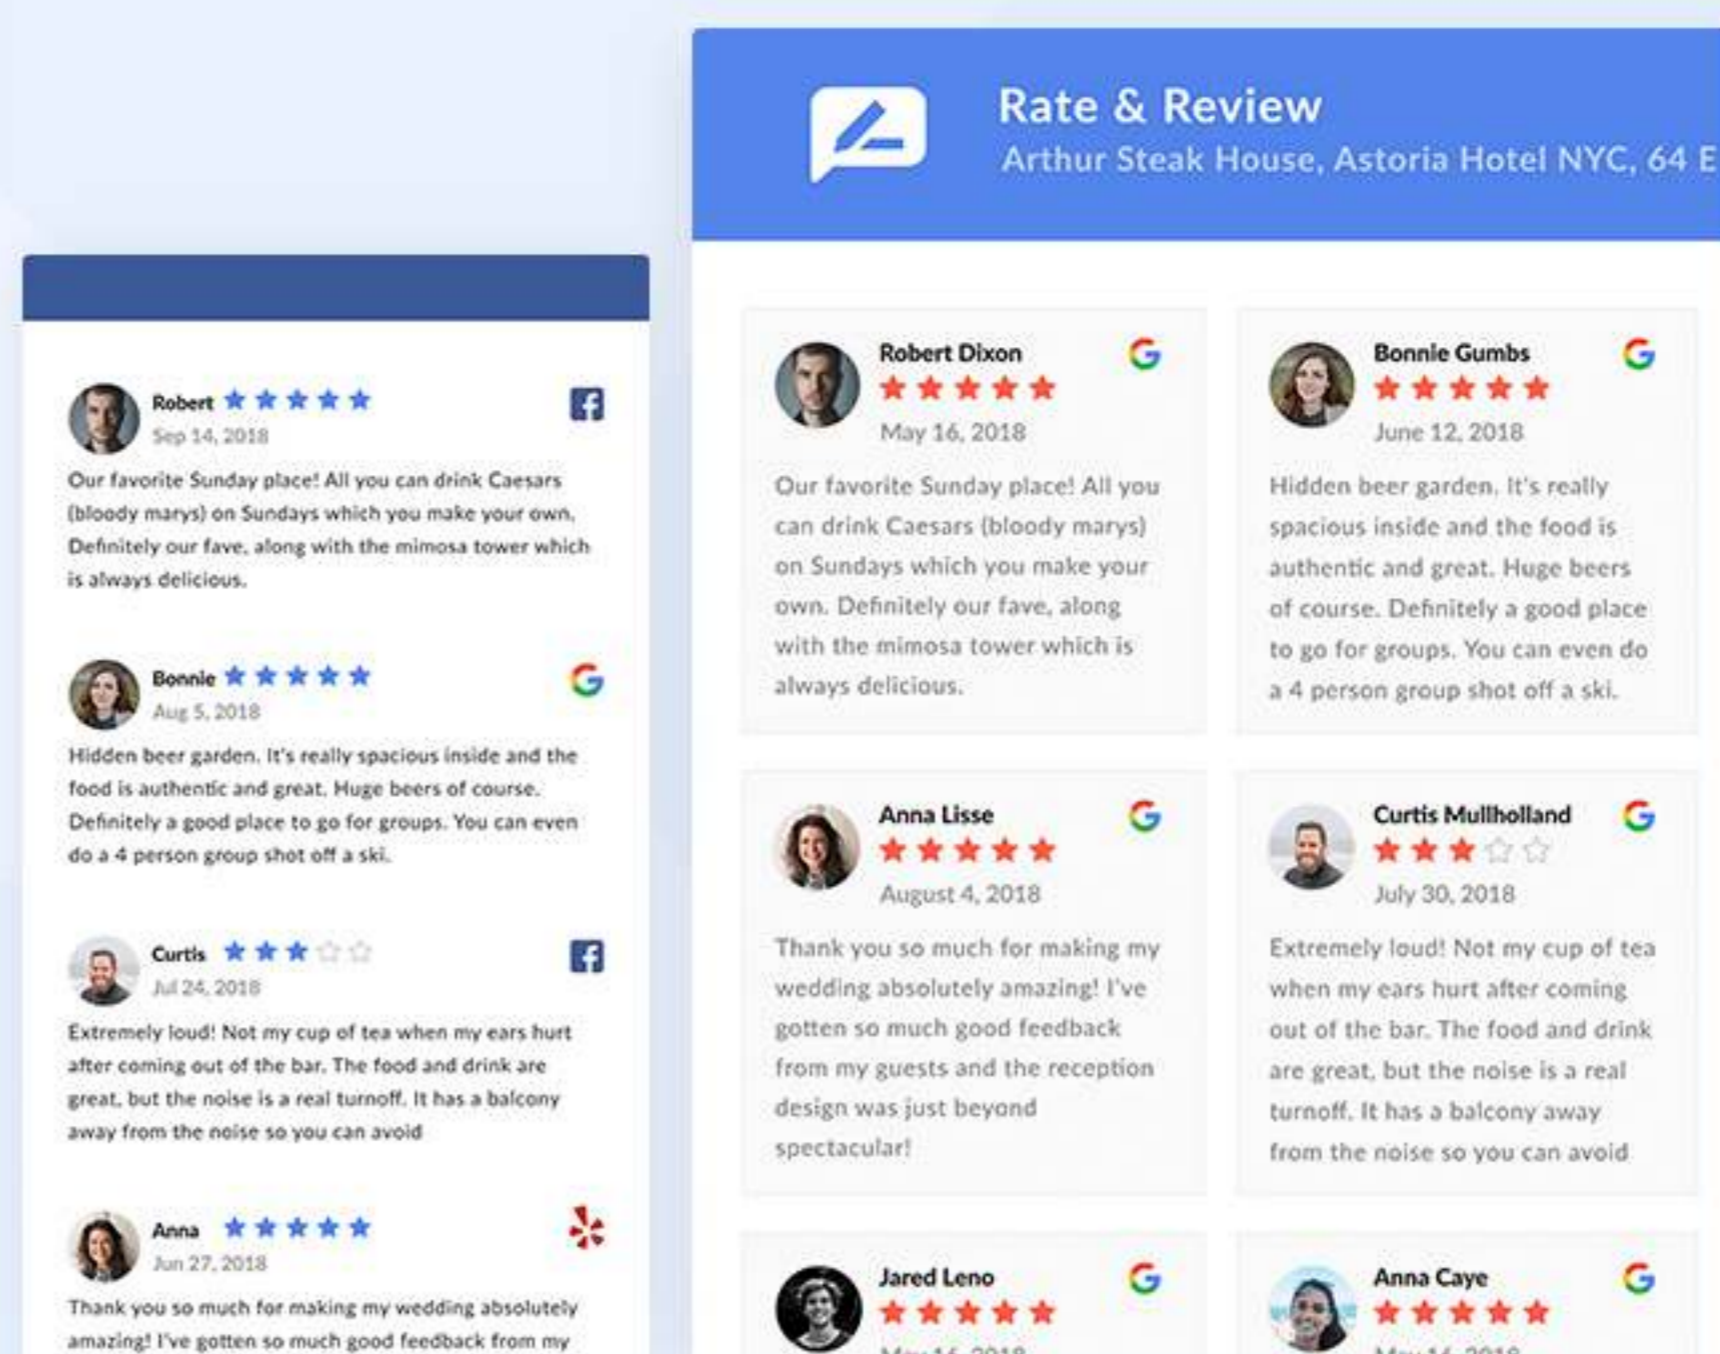 Rate & Review
Arthur Steak House, Astoria Hotel NYC, 64 E
Robert
Sep 14, 2018
Our favorite Sunday place! All you can drink Caesars
(bloody marys) on Sundays which you make your own.
Definitely our fave, along with the mimosa tower which
is always delicious.
Bonnie
Aug 5, 2018
Hidden beer garden. It's really spacious inside and the
food is authentic and great. Huge beers of course.
Definitely a good place to go for groups. You can even
do a 4 person group shot off a ski.
Curtis
Jul 24, 2018
Extremely loud! Not my cup of tea when my ears hurt
after coming out of the bar. The food and drink are
great, but the noise is a real turnoff. It has a balcony
away from the noise so you can avoid
Anna
Jun 27, 2018
Thank you so much for making my wedding absolutely
amazing! I've gotten so much good feedback from my
Robert Dixon
May 16, 2018
Our favorite Sunday place! All you
can drink Caesars (bloody marys)
on Sundays which you make your
own. Definitely our fave, along
with the mimosa tower which is
always delicious.
Bonnie Gumbs
June 12, 2018
Hidden beer garden. It's really
spacious inside and the food is
authentic and great. Huge beers
of course. Definitely a good place
to go for groups. You can even do
a 4 person group shot off a ski.
Anna Lisse
August 4, 2018
Thank you so much for making my
wedding absolutely amazing! I've
gotten so much good feedback
from my guests and the reception
design was just beyond
spectacular!
Curtis Mullholland
July 30, 2018
Extremely loud! Not my cup of tea
when my ears hurt after coming
out of the bar. The food and drink
are great, but the noise is a real
turnoff. It has a balcony away
from the noise so you can avoid
Jared Leno
May 16, 2018
Anna Caye
May 16, 2018